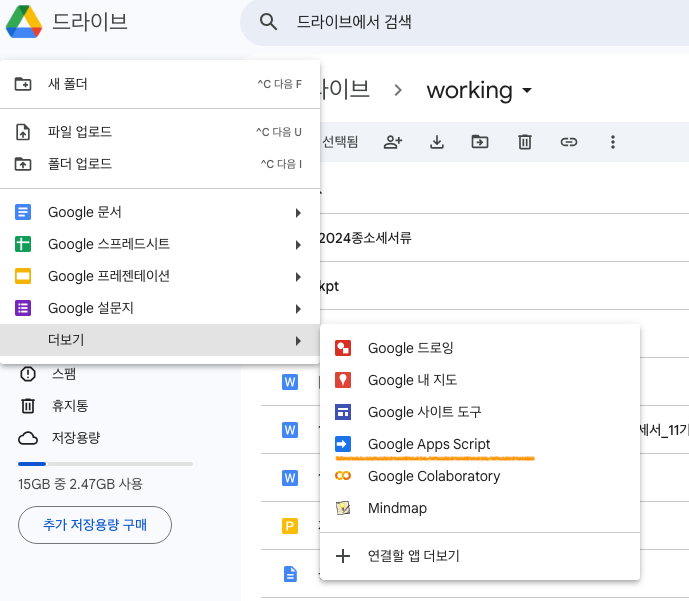 드라이브
드라이브에서 검색
새 폴더 ^C 다음 F
파일 업로드 ^C 다음 U
폴더 업로드 ^C 다음 I
Google 문서
Google 스프레드시트
Google 프레젠테이션
Google 설문지
더보기
스팸
휴지통
저장용량
15GB 중 2.47GB 사용
추가 저장용량 구매
라이브 > working
선택됨
2024종소세서류
kpt
세서_11기
Google 드로잉
Google 내 지도
Google 사이트 도구
Google Apps Script
Google Colaboratory
Mindmap
연결할 앱 더보기